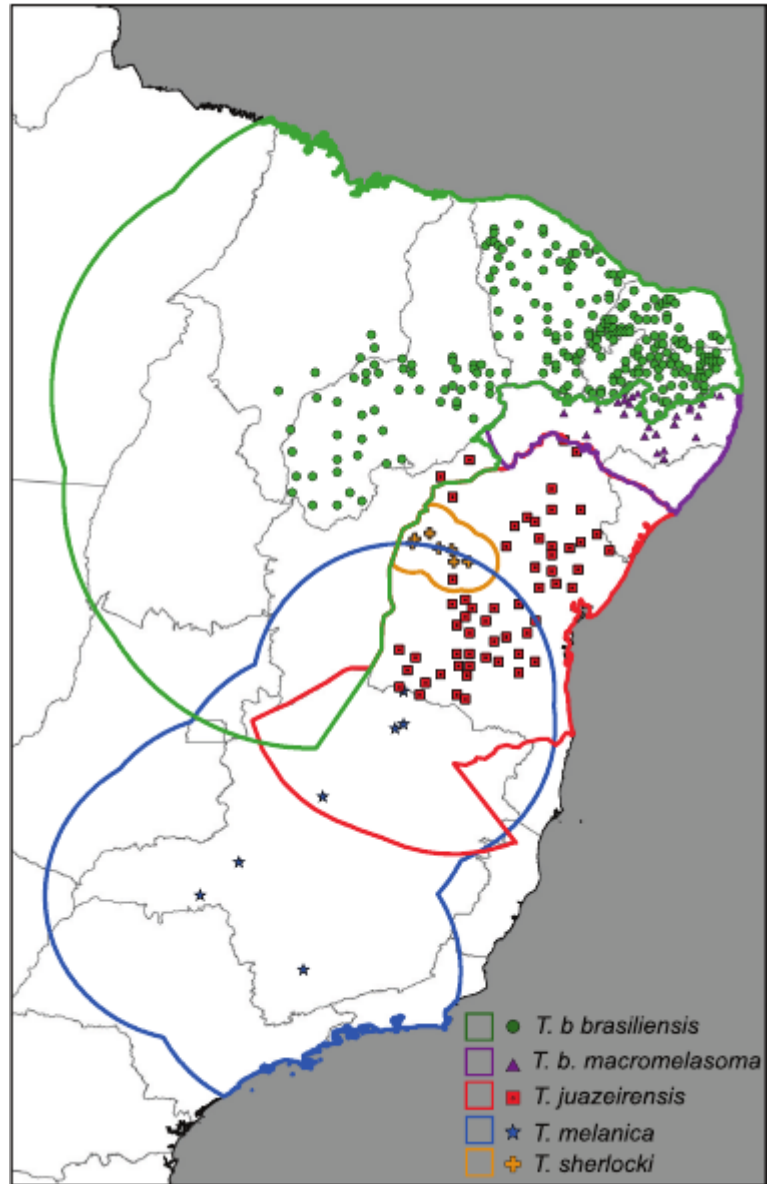 T. b brasiliensis
T. b. macromelasoma
T. juazeirensis
T. melanica
T. sherlocki